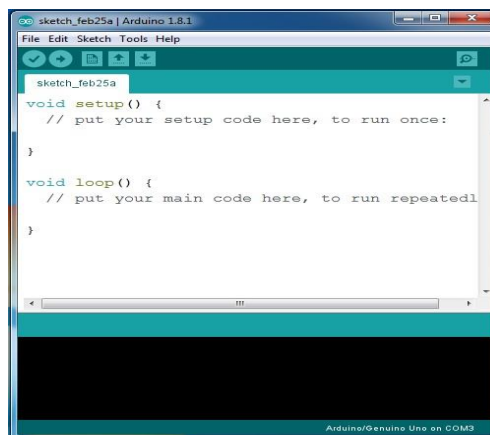 sketch_feb25a | Arduino 1.8.1
File Edit Sketch Tools Help
sketch_feb25a
void setup() {
// put your setup code here, to run once:
}
void loop() {
// put your main code here, to run repeatedl
}
Arduino/Genuino Uno on COM3